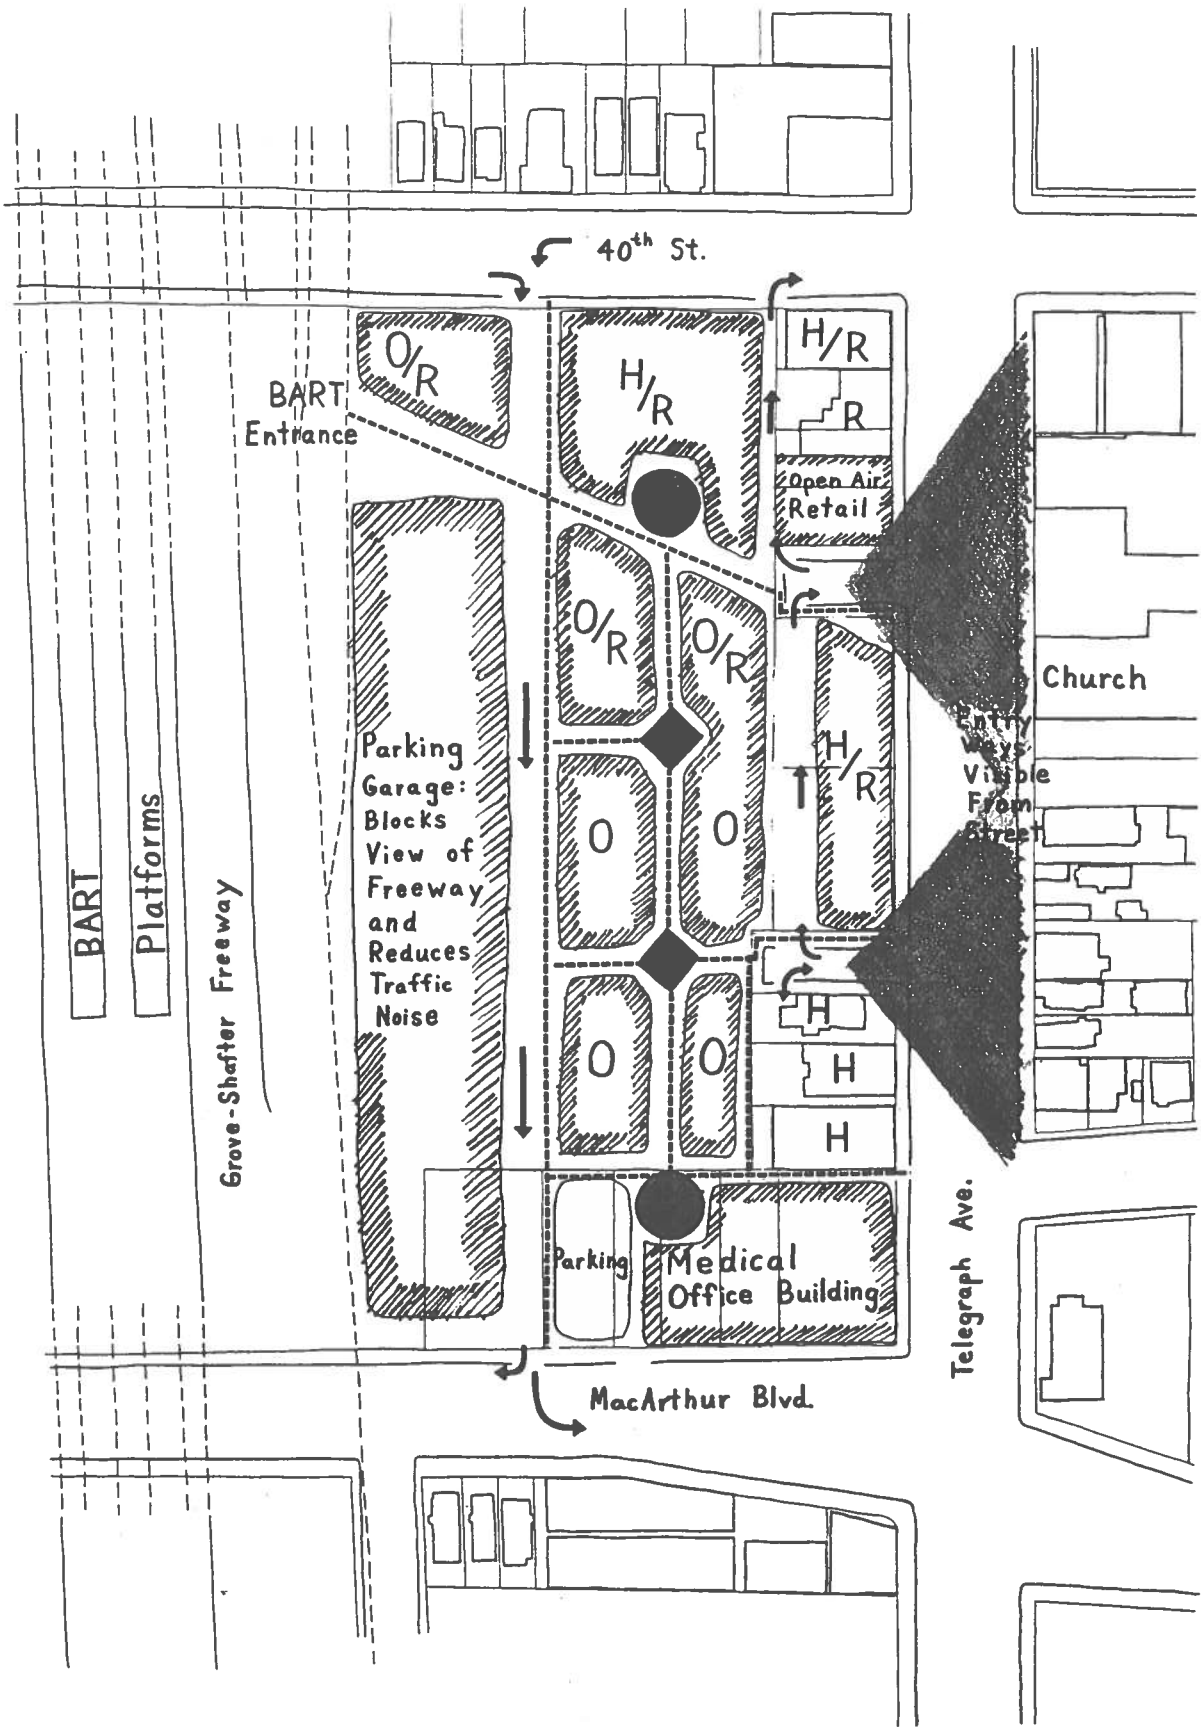 40th St.
O/R
H/R
H/R
BART
Entrance
R
Open Air
Retail
O/R
O/R
Church
Entry
Ways
Visible
From
Street
H/R
Parking
Garage:
Blocks
View of
Freeway
and
Reduces
Traffic
Noise
O
O
BART
Platforms
Grove-Shafter Freeway
H
O
O
H
H
Parking
Medical
Office Building
Telegraph Ave.
MacArthur Blvd.